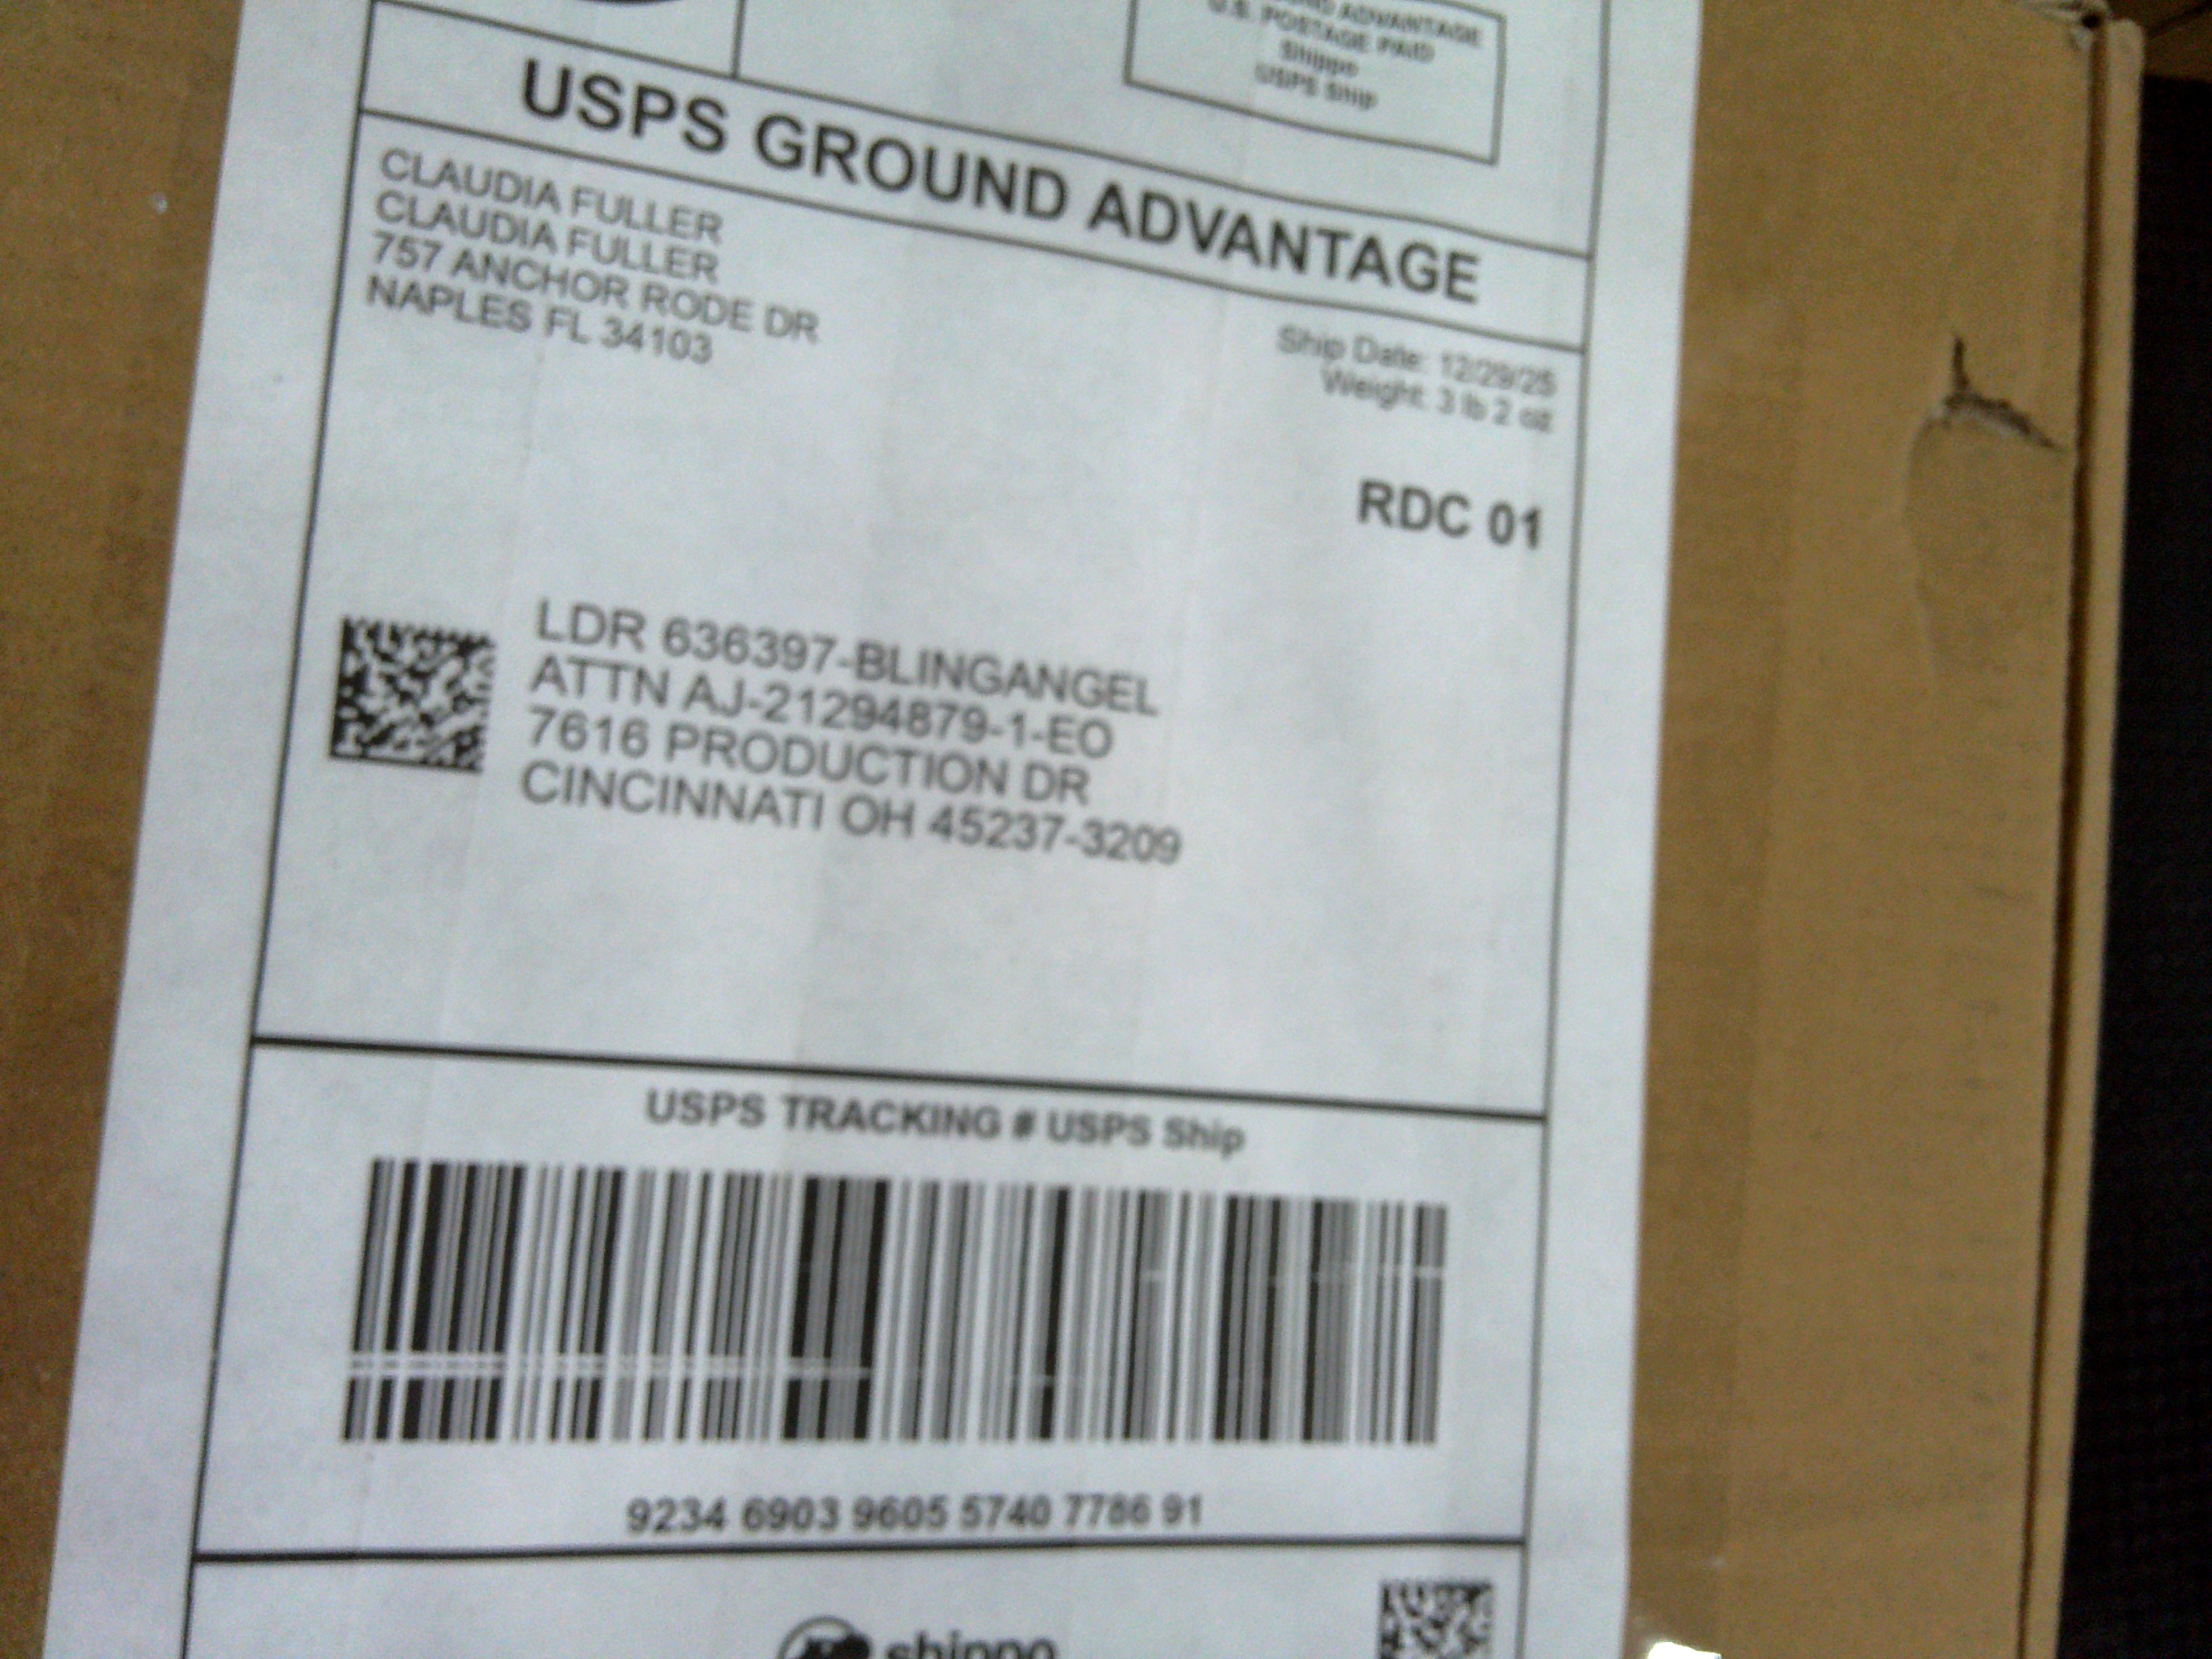 ADVANTAGE
U.S. POSTAGE PAID
Shippo
USPS Ship
USPS GROUND ADVANTAGE
CLAUDIA FULLER
CLAUDIA FULLER
757 ANCHOR RODE DR
NAPLES FL 34103
Ship Date: 12/29/25
Weight: 3 lb 2 oz
RDC 01
LDR 636397-BLINGANGEL
ATTN AJ-21294879-1-EO
7616 PRODUCTION DR
CINCINNATI OH 45237-3209
USPS TRACKING # USPS Ship
9234 6903 9605 5740 7786 91
shippo